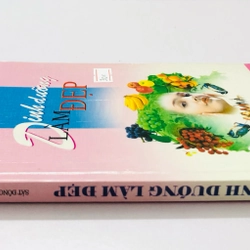 Dinh dưỡng
LÀM ĐẸP
NH DƯỠNG LÀM ĐẸP